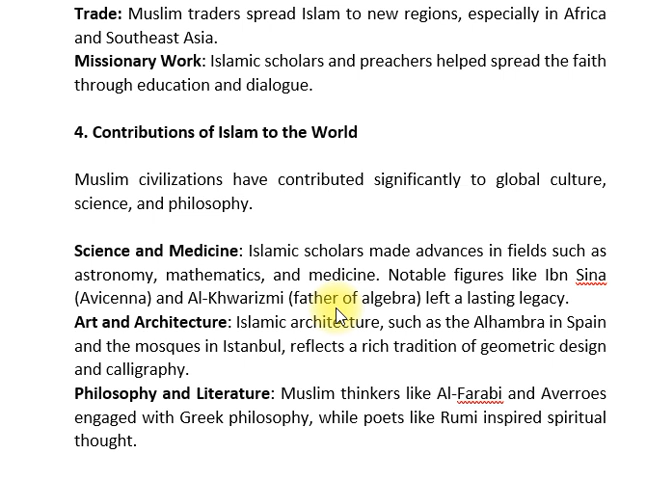 Trade: Muslim traders spread Islam to new regions, especially in Africa
and Southeast Asia.
Missionary Work: Islamic scholars and preachers helped spread the faith
through education and dialogue.
4. Contributions of Islam to the World
Muslim civilizations have contributed significantly to global culture,
science, and philosophy.
Science and Medicine: Islamic scholars made advances in fields such as
astronomy, mathematics, and medicine. Notable figures like Ibn Sina
(Avicenna) and Al-Khwarizmi (father of algebra) left a lasting legacy.
Art and Architecture: Islamic architecture, such as the Alhambra in Spain
and the mosques in Istanbul, reflects a rich tradition of geometric design
and calligraphy.
Philosophy and Literature: Muslim thinkers like Al-Farabi and Averroes
engaged with Greek philosophy, while poets like Rumi inspired spiritual
thought.